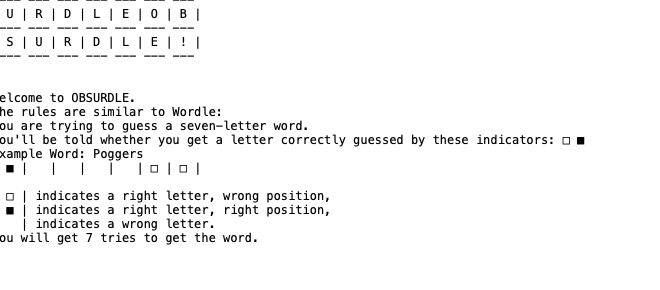 U | R | D | L | E | O | B |
--- --- --- --- --- --- ---
S | U | R | D | L | E | ! |
--- --- --- --- --- --- ---
elcome to OBSURDLE.
he rules are similar to Wordle:
ou are trying to guess a seven-letter word.
ou'll be told whether you get a letter correctly guessed by these indicators: □ ■
xample Word: Poggers
■ |   |   |   |   | □ | □ |
□ | indicates a right letter, wrong position,
■ | indicates a right letter, right position,
| indicates a wrong letter.
ou will get 7 tries to get the word.